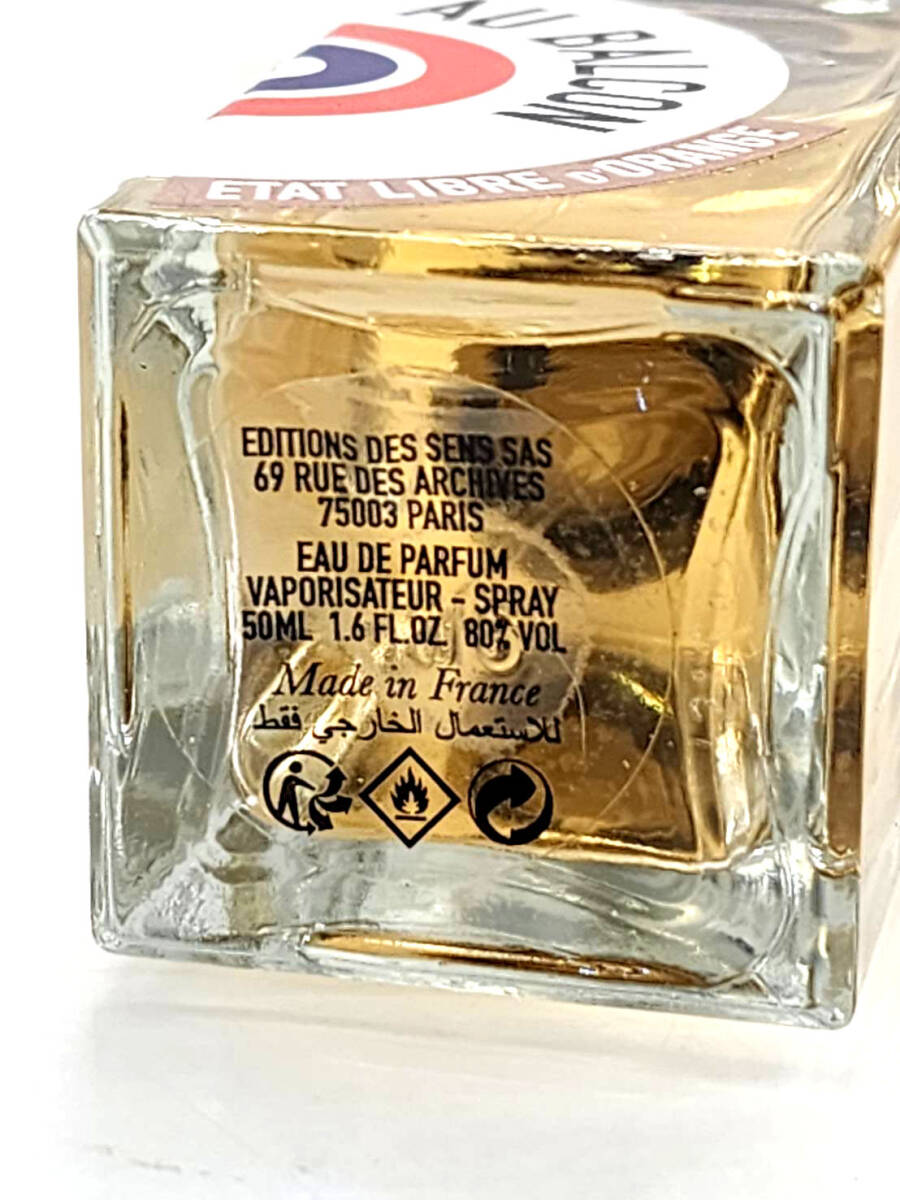 AU BALCON
ETAT LIBRE D'ORANGE
EDITIONS DES SENS SAS
69 RUE DES ARCHIVES
75003 PARIS
EAU DE PARFUM
VAPORISATEUR - SPRAY
50ML 1.6 FL.OZ 80% VOL
Made in France
للاستعمال الخارجي فقط